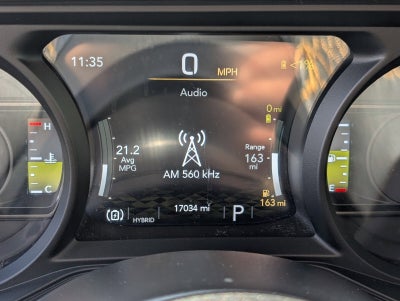 11:35
0 MPH
<1%
Audio
0 mi
H
21.2
Avg
MPG
Range
163
mi
AM 560 kHz
C
E
163 mi
HYBRID
17034 mi
P